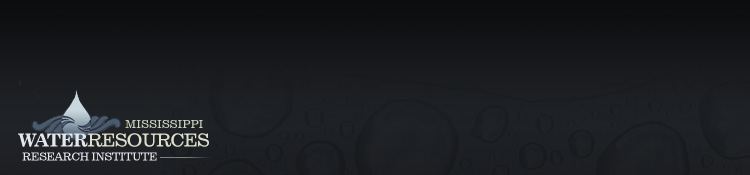 MISSISSIPPI
WATERRESOURCES
RESEARCH INSTITUTE